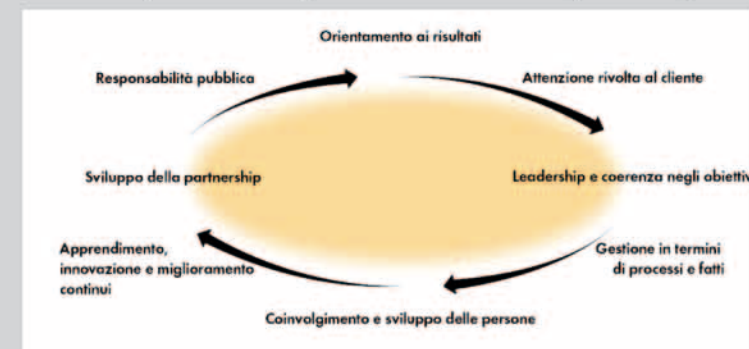 Orientamento ai risultati
Responsabilità pubblica
Attenzione rivolta al cliente
Sviluppo della partnership
Leadership e coerenza negli obiettiv
Apprendimento,
innovazione e miglioramento
continui
Gestione in termini
di processi e fatti
Coinvolgimento e sviluppo delle persone